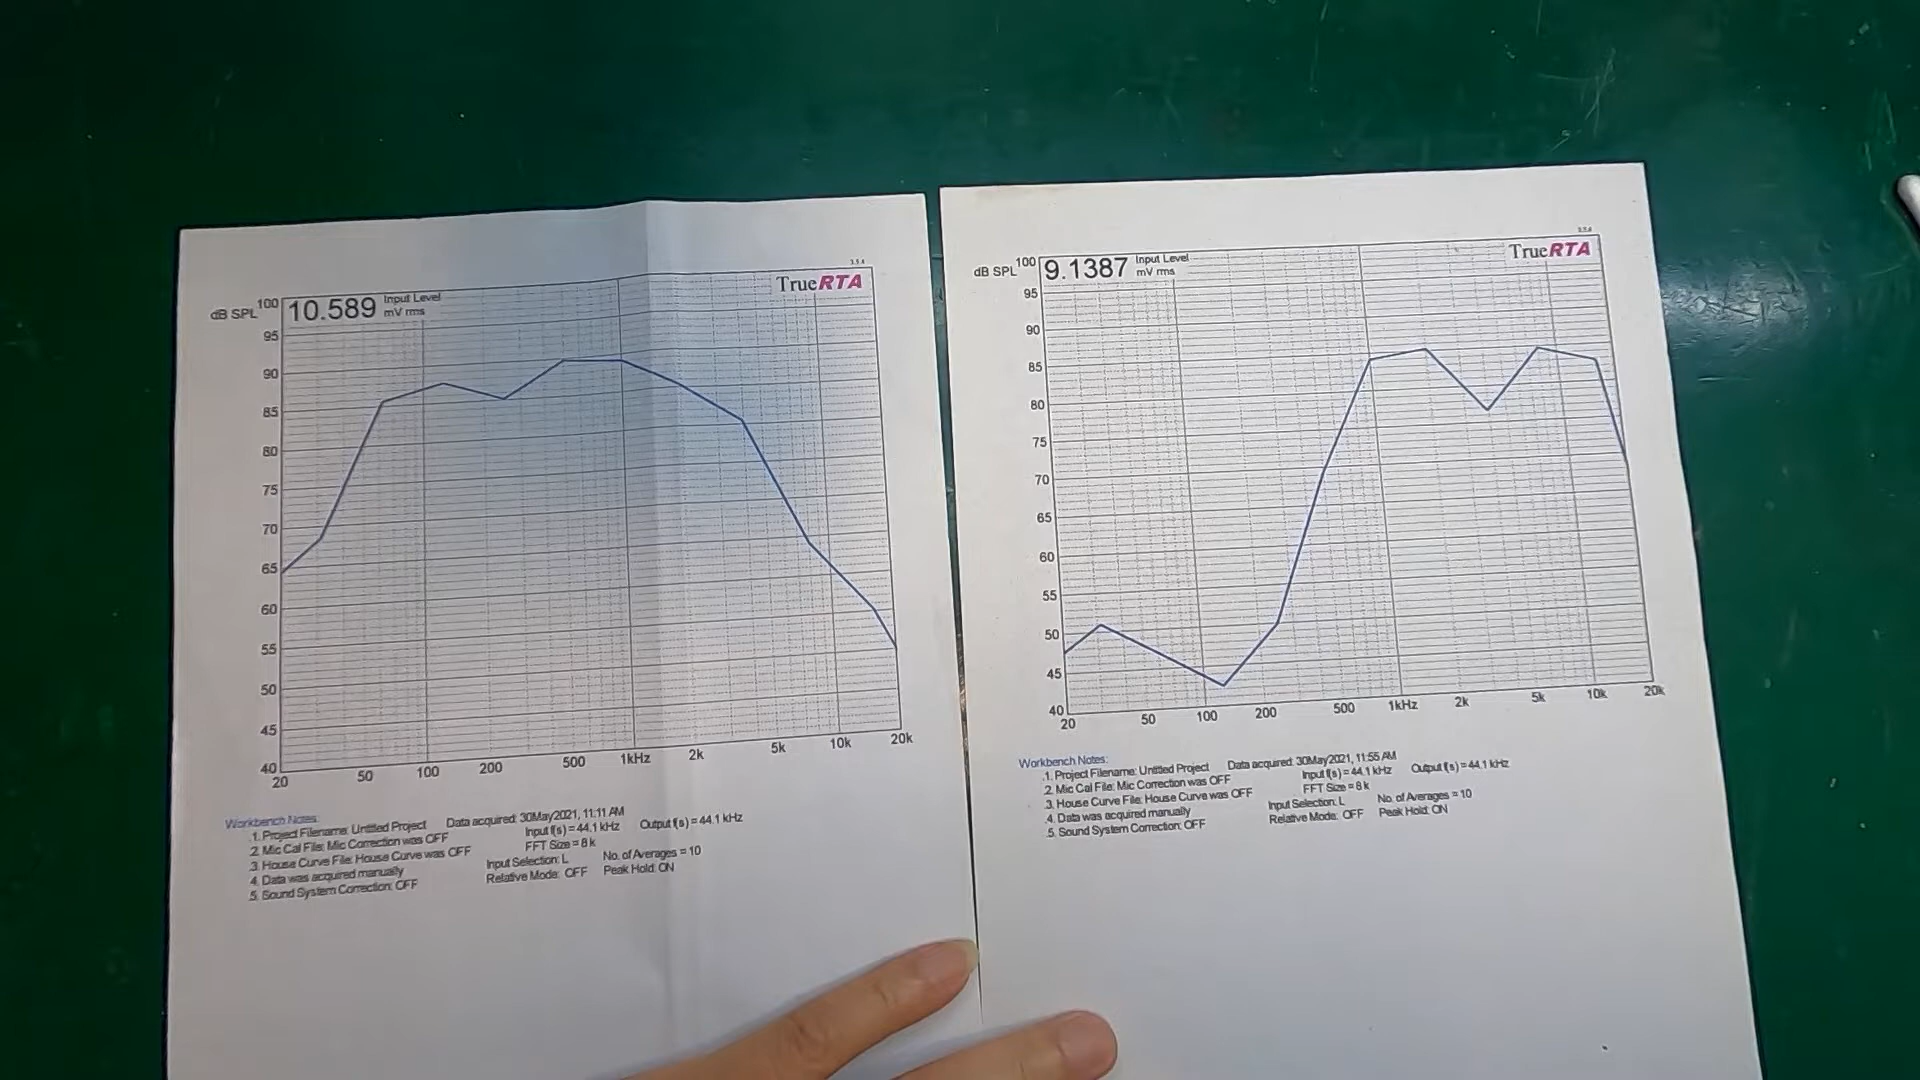 3.5.4
TrueRTA
dB SPL
10.589 Input Level
mV rms
100
95
90
85
80
75
70
65
60
55
50
45
40
20 50 100 200 500 1kHz 2k 5k 10k 20k
Workbench Notes:
1. Project Filename: Untitled Project Data acquired: 30May2021, 11:11 AM
2. Mic Cal File: Mic Correction was OFF Input f(s) = 44.1 kHz Output f(s) = 44.1 kHz
3. House Curve File: House Curve was OFF FFT Size = 8 k
4. Data was acquired manually Input Selection: L No. of Averages = 10
5. Sound System Correction: OFF Relative Mode: OFF Peak Hold: ON
3.5.4
TrueRTA
dB SPL
9.1387 Input Level
mV rms
100
95
90
85
80
75
70
65
60
55
50
45
40
20 50 100 200 500 1kHz 2k 5k 10k 20k
Workbench Notes:
1. Project Filename: Untitled Project Data acquired: 30May2021, 11:55 AM
2. Mic Cal File: Mic Correction was OFF Input f(s) = 44.1 kHz Output f(s) = 44.1 kHz
3. House Curve File: House Curve was OFF FFT Size = 8 k
4. Data was acquired manually Input Selection: L No. of Averages = 10
5. Sound System Correction: OFF Relative Mode: OFF Peak Hold: ON